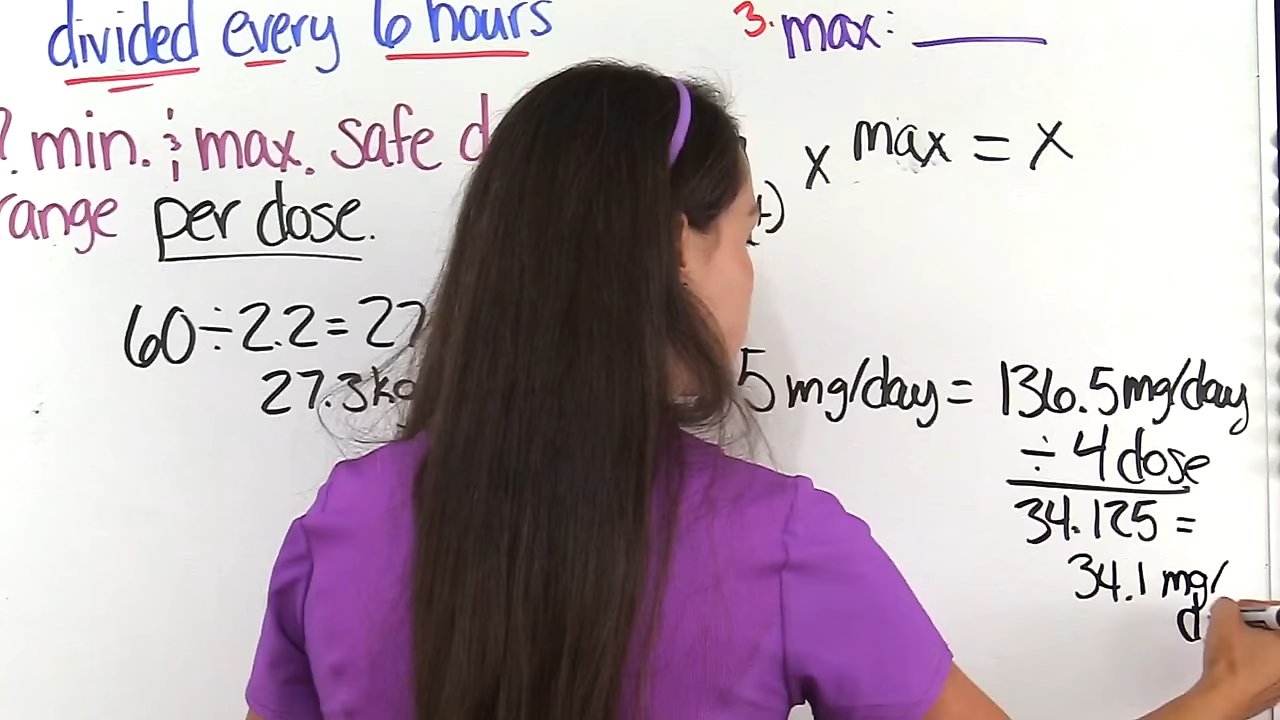 divided every 6 hours
? min. & max. safe d
range per dose.
60÷2.2=27
27.3kg
3. max:
x max = x
5 mg/day = 136.5mg/day
÷ 4 dose
34.125 =
34.1 mg/
d